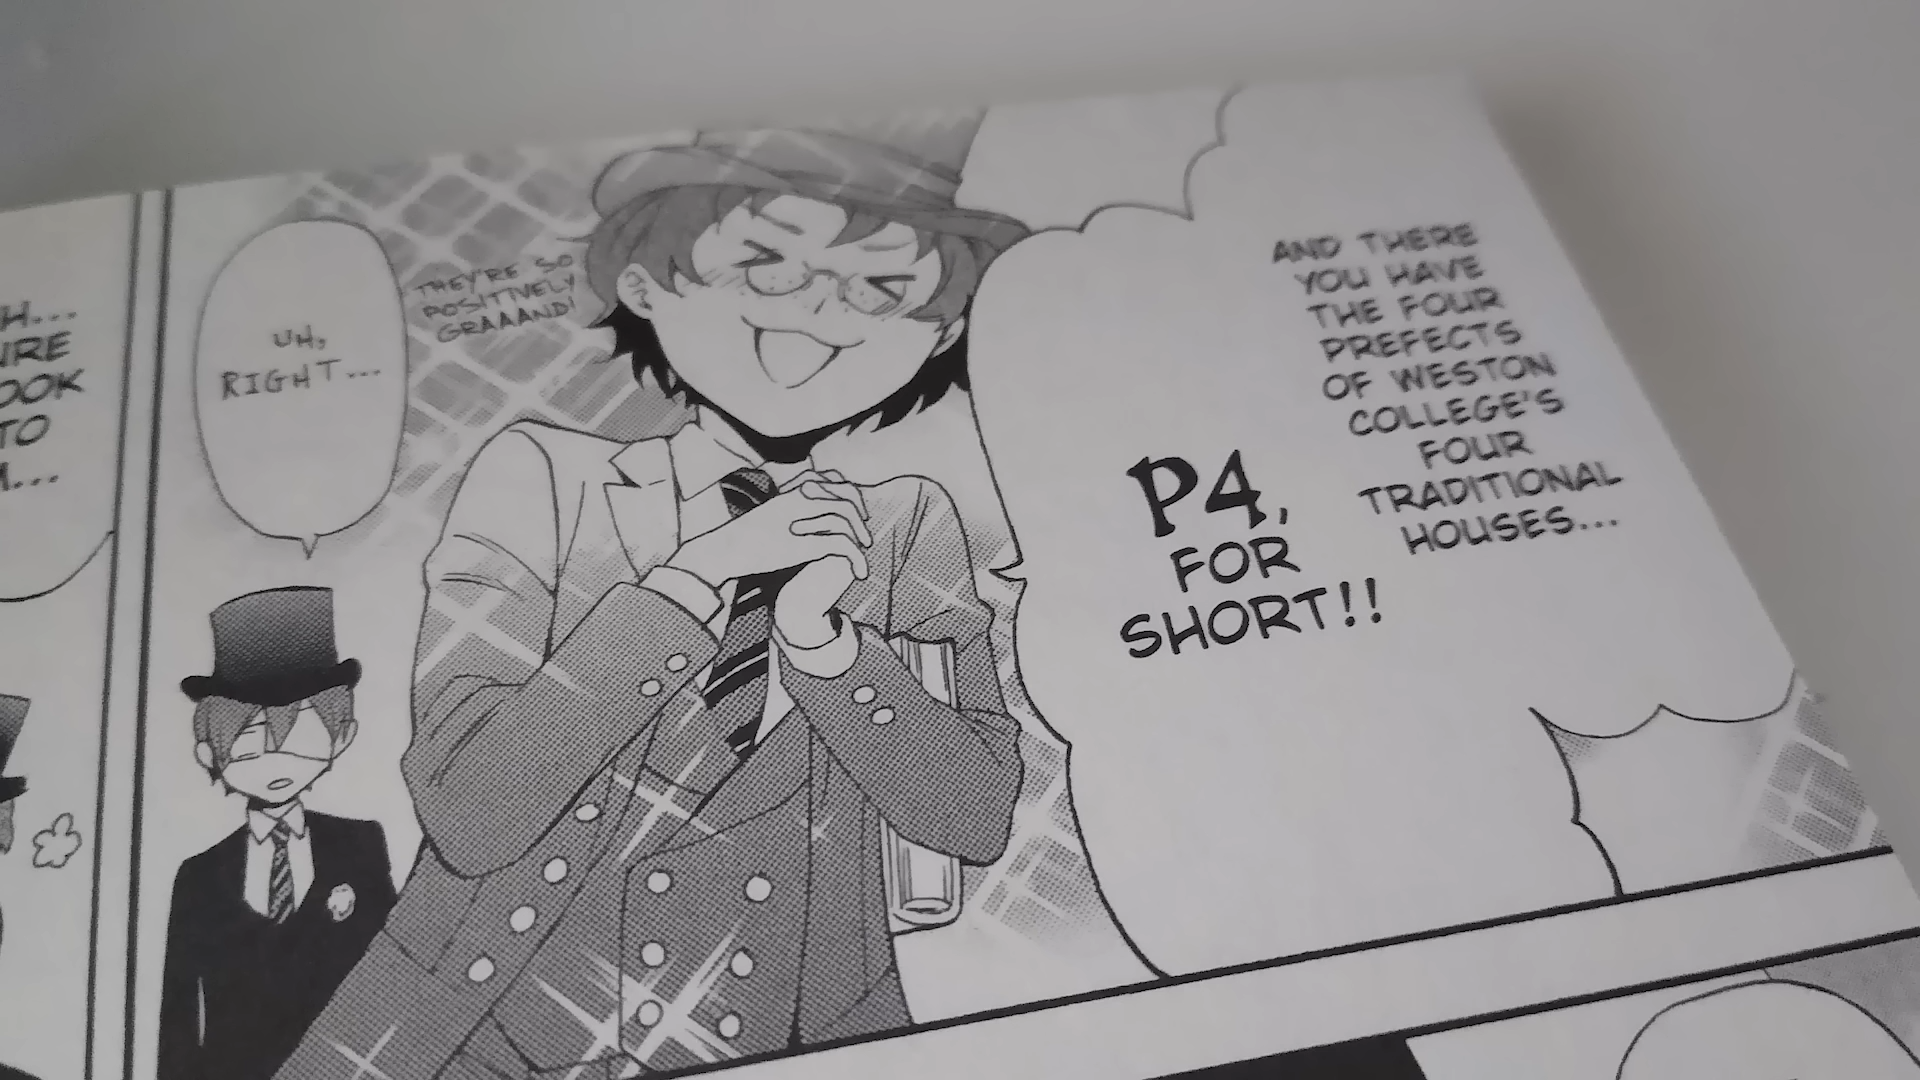 AND THERE
YOU HAVE
THE FOUR
PREFECTS
OF WESTON
COLLEGE'S
FOUR
TRADITIONAL
HOUSES...
P4,
FOR
SHORT!!
THEY'RE SO
POSITIVELY
GRAAAND!
UH,
RIGHT...
TO